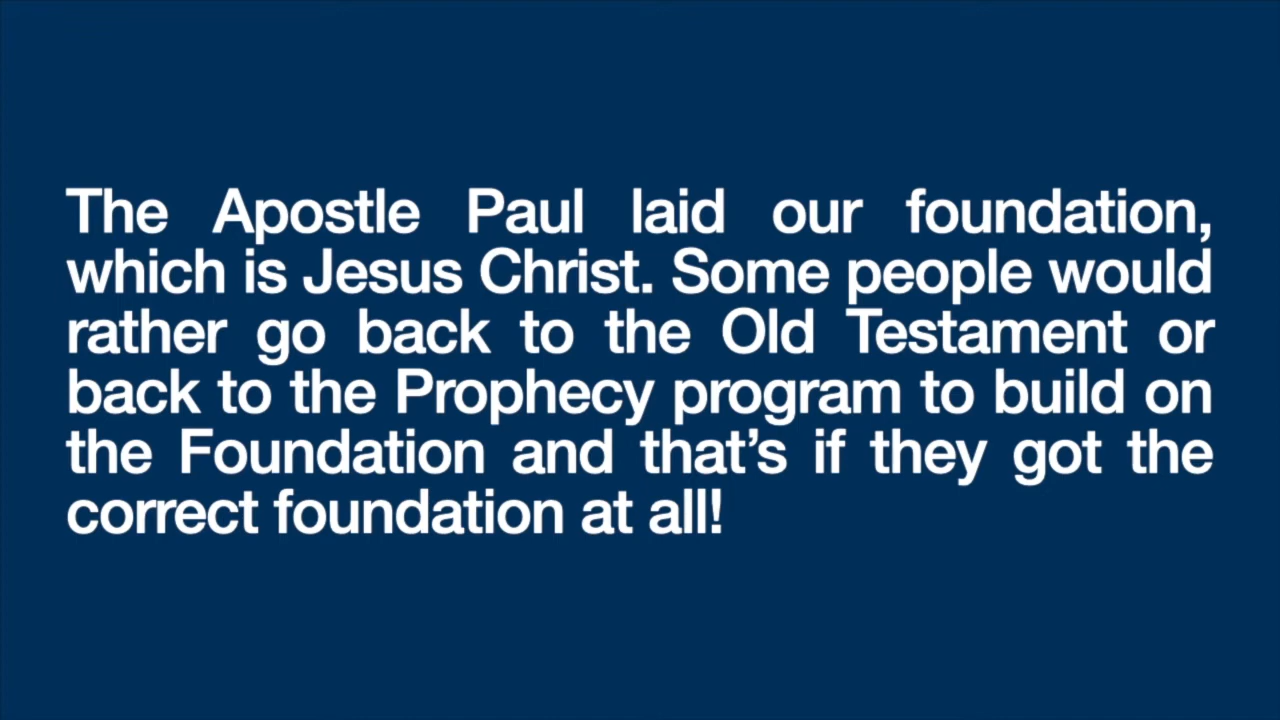 The Apostle Paul laid our foundation,
which is Jesus Christ. Some people would
rather go back to the Old Testament or
back to the Prophecy program to build on
the Foundation and that’s if they got the
correct foundation at all!